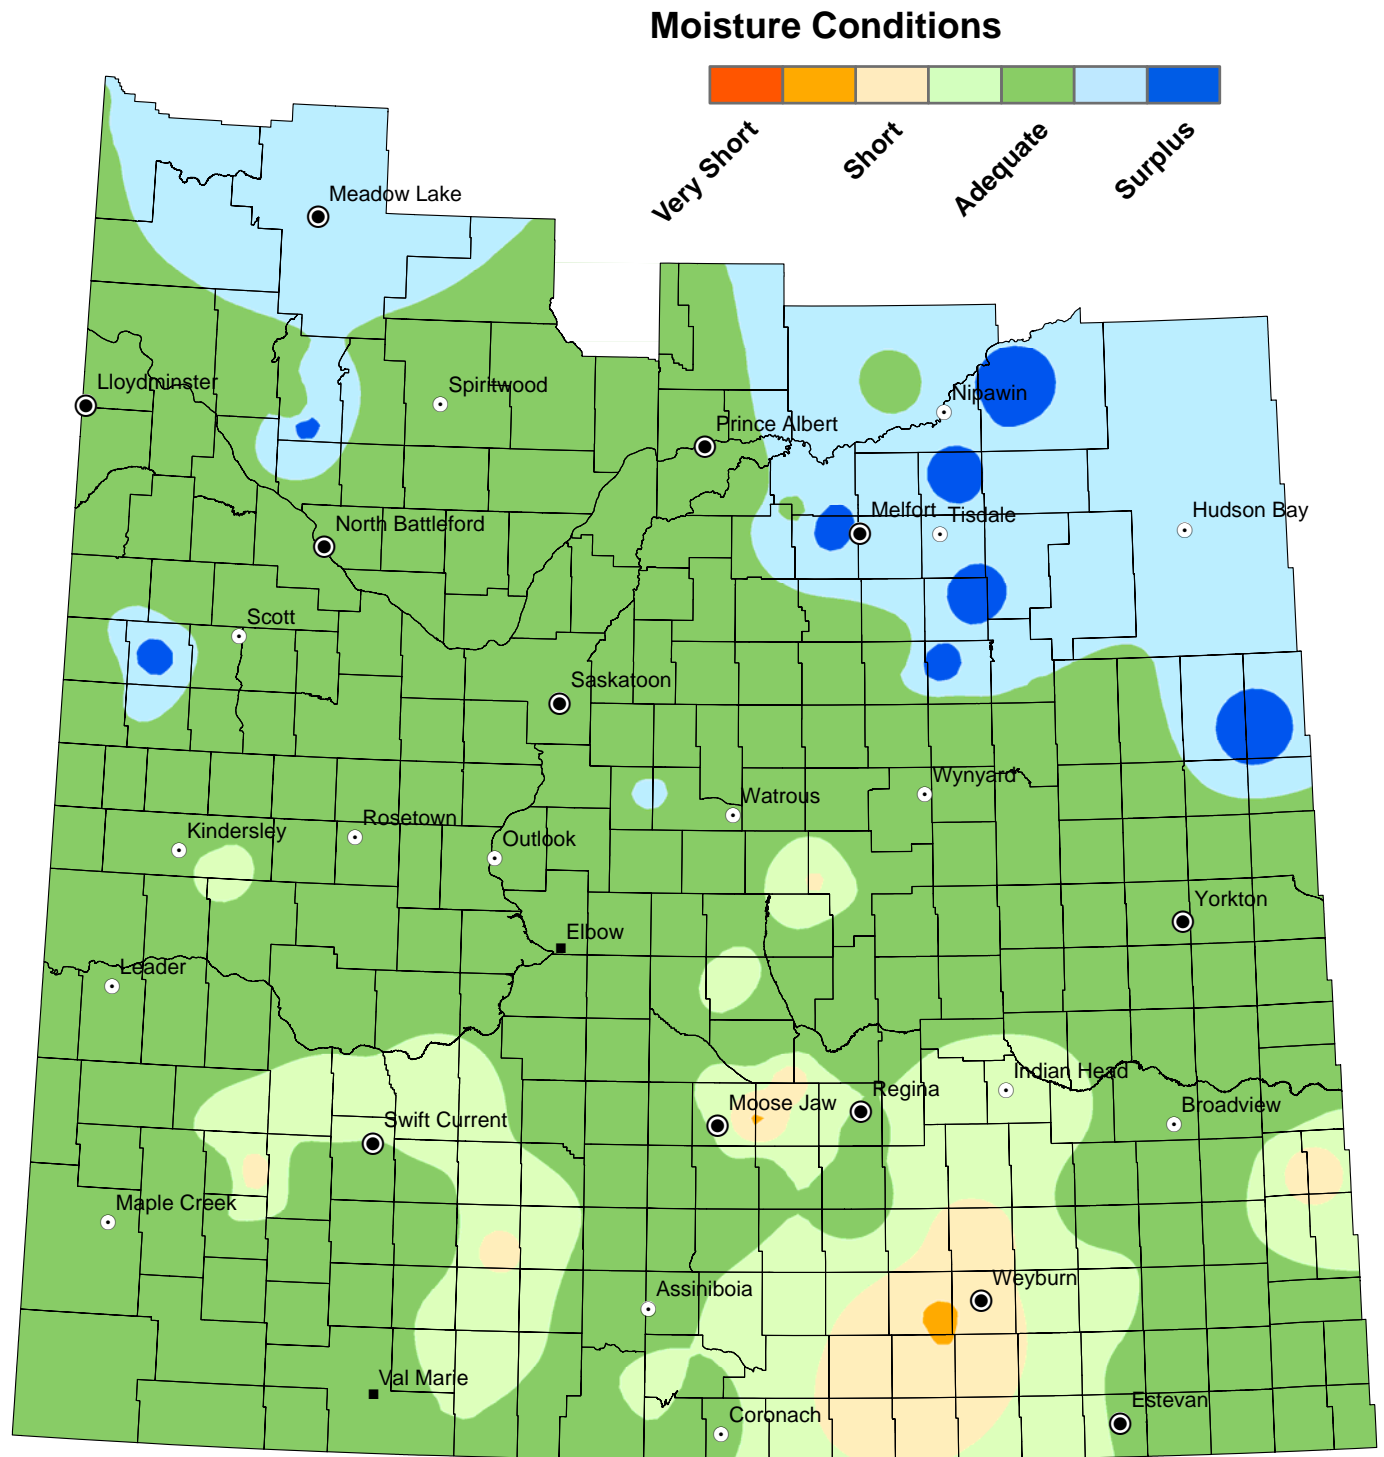 Moisture Conditions
Very Short
Short
Adequate
Surplus
Meadow Lake
Lloydminster
Spiritwood
Nipawin
Prince Albert
North Battleford
Melfort
Tisdale
Hudson Bay
Scott
Saskatoon
Wynyard
Watrous
Kindersley
Rosetown
Outlook
Yorkton
Elbow
Leader
Indian Head
Regina
Moose Jaw
Broadview
Swift Current
Maple Creek
Weyburn
Assiniboia
Val Marie
Estevan
Coronach